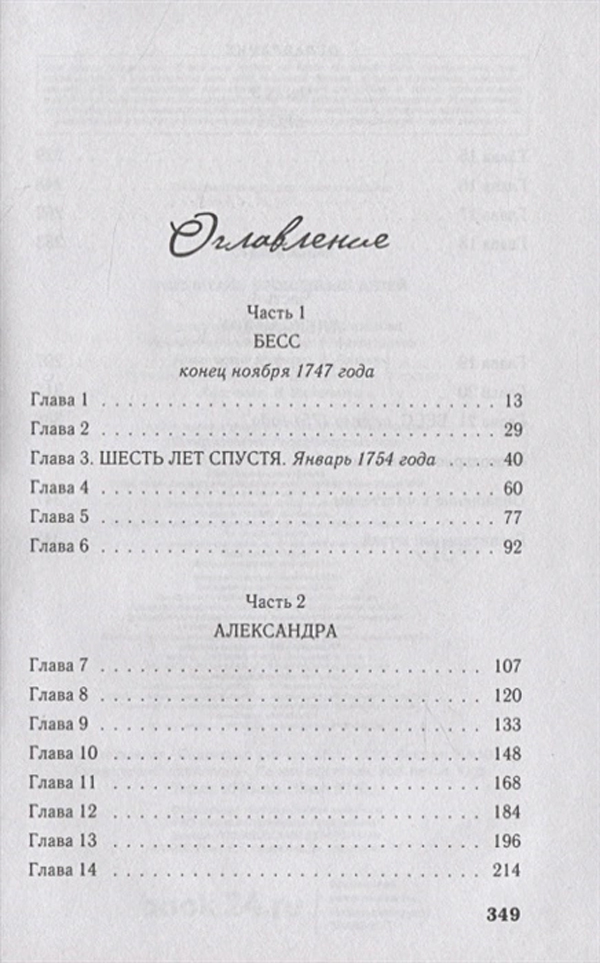 Оглавление
Часть 1
БЕСС
конец ноября 1747 года
Глава 1 . . . . . . . . . . . . . . . . . . . . . . . . . . . . 13
Глава 2 . . . . . . . . . . . . . . . . . . . . . . . . . . . . 29
Глава 3. ШЕСТЬ ЛЕТ СПУСТЯ. Январь 1754 года . . 40
Глава 4 . . . . . . . . . . . . . . . . . . . . . . . . . . . . 60
Глава 5 . . . . . . . . . . . . . . . . . . . . . . . . . . . . 77
Глава 6 . . . . . . . . . . . . . . . . . . . . . . . . . . . . 92
Часть 2
АЛЕКСАНДРА
Глава 7 . . . . . . . . . . . . . . . . . . . . . . . . . . . 107
Глава 8 . . . . . . . . . . . . . . . . . . . . . . . . . . . 120
Глава 9 . . . . . . . . . . . . . . . . . . . . . . . . . . . 133
Глава 10 . . . . . . . . . . . . . . . . . . . . . . . . . . 148
Глава 11 . . . . . . . . . . . . . . . . . . . . . . . . . . 168
Глава 12 . . . . . . . . . . . . . . . . . . . . . . . . . . 184
Глава 13 . . . . . . . . . . . . . . . . . . . . . . . . . . 196
Глава 14 . . . . . . . . . . . . . . . . . . . . . . . . . . 214
349